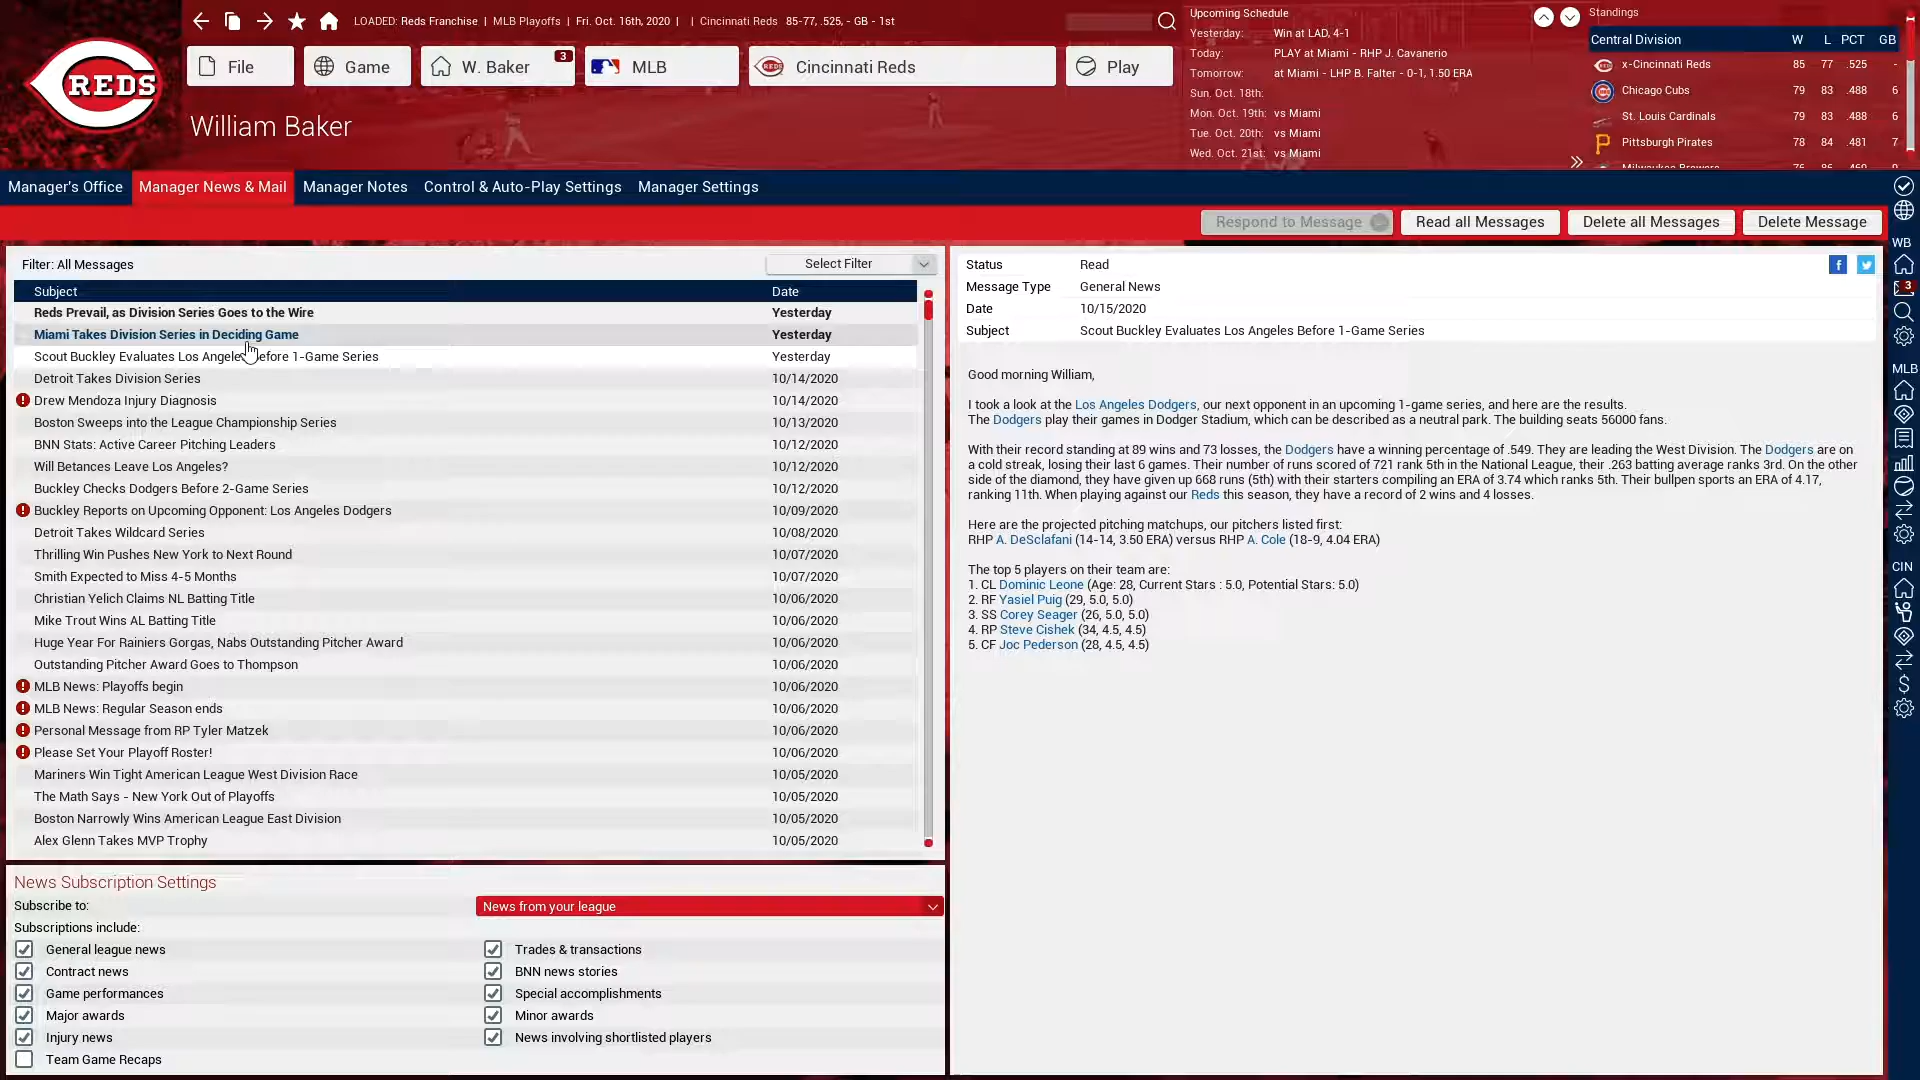 REDS
LOADED: Reds Franchise | MLB Playoffs | Fri. Oct. 16th, 2020 | | Cincinnati Reds 85-77, .525, - GB - 1st
File
Game
W. Baker 3
MLB
Cincinnati Reds
Play
William Baker
Upcoming Schedule
Yesterday: Win at LAD, 4-1
Today: PLAY at Miami - RHP J. Cavanerio
Tomorrow: at Miami - LHP B. Falter - 0-1, 1.50 ERA
Sun. Oct. 18th:
Mon. Oct. 19th: vs Miami
Tue. Oct. 20th: vs Miami
Wed. Oct. 21st: vs Miami
Standings
Central Division W L PCT GB
x-Cincinnati Reds 85 77 .525 -
Chicago Cubs 79 83 .488 6
St. Louis Cardinals 79 83 .488 6
Pittsburgh Pirates 78 84 .481 7
Milwaukee Brewers 76 86 .469 9
Manager's Office Manager News & Mail Manager Notes Control & Auto-Play Settings Manager Settings
Respond to Message Read all Messages Delete all Messages Delete Message
Filter: All Messages Select Filter
Subject Date
Reds Prevail, as Division Series Goes to the Wire Yesterday
Miami Takes Division Series in Deciding Game Yesterday
Scout Buckley Evaluates Los Angeles Before 1-Game Series Yesterday
Detroit Takes Division Series 10/14/2020
Drew Mendoza Injury Diagnosis 10/14/2020
Boston Sweeps into the League Championship Series 10/13/2020
BNN Stats: Active Career Pitching Leaders 10/12/2020
Will Betances Leave Los Angeles? 10/12/2020
Buckley Checks Dodgers Before 2-Game Series 10/12/2020
Buckley Reports on Upcoming Opponent: Los Angeles Dodgers 10/09/2020
Detroit Takes Wildcard Series 10/08/2020
Thrilling Win Pushes New York to Next Round 10/07/2020
Smith Expected to Miss 4-5 Months 10/07/2020
Christian Yelich Claims NL Batting Title 10/06/2020
Mike Trout Wins AL Batting Title 10/06/2020
Huge Year For Rainiers Gorgas, Nabs Outstanding Pitcher Award 10/06/2020
Outstanding Pitcher Award Goes to Thompson 10/06/2020
MLB News: Playoffs begin 10/06/2020
MLB News: Regular Season ends 10/06/2020
Personal Message from RP Tyler Matzek 10/06/2020
Please Set Your Playoff Roster! 10/06/2020
Mariners Win Tight American League West Division Race 10/05/2020
The Math Says - New York Out of Playoffs 10/05/2020
Boston Narrowly Wins American League East Division 10/05/2020
Alex Glenn Takes MVP Trophy 10/05/2020
News Subscription Settings
Subscribe to: News from your league
Subscriptions include:
General league news Trades & transactions
Contract news BNN news stories
Game performances Special accomplishments
Major awards Minor awards
Injury news News involving shortlisted players
Team Game Recaps
Status Read
Message Type General News
Date 10/15/2020
Subject Scout Buckley Evaluates Los Angeles Before 1-Game Series
Good morning William,
I took a look at the Los Angeles Dodgers, our next opponent in an upcoming 1-game series, and here are the results.
The Dodgers play their games in Dodger Stadium, which can be described as a neutral park. The building seats 56000 fans.
With their record standing at 89 wins and 73 losses, the Dodgers have a winning percentage of .549. They are leading the West Division. The Dodgers are on
a cold streak, losing their last 6 games. Their number of runs scored of 721 rank 5th in the National League, their .263 batting average ranks 3rd. On the other
side of the diamond, they have given up 668 runs (5th) with their starters compiling an ERA of 3.74 which ranks 5th. Their bullpen sports an ERA of 4.17,
ranking 11th. When playing against our Reds this season, they have a record of 2 wins and 4 losses.
Here are the projected pitching matchups, our pitchers listed first:
RHP A. DeSclafani (14-14, 3.50 ERA) versus RHP A. Cole (18-9, 4.04 ERA)
The top 5 players on their team are:
1. CL Dominic Leone (Age: 28, Current Stars : 5.0, Potential Stars: 5.0)
2. RF Yasiel Puig (29, 5.0, 5.0)
3. SS Corey Seager (26, 5.0, 5.0)
4. RP Steve Cishek (34, 4.5, 4.5)
5. CF Joc Pederson (28, 4.5, 4.5)
WB
3
MLB
CIN